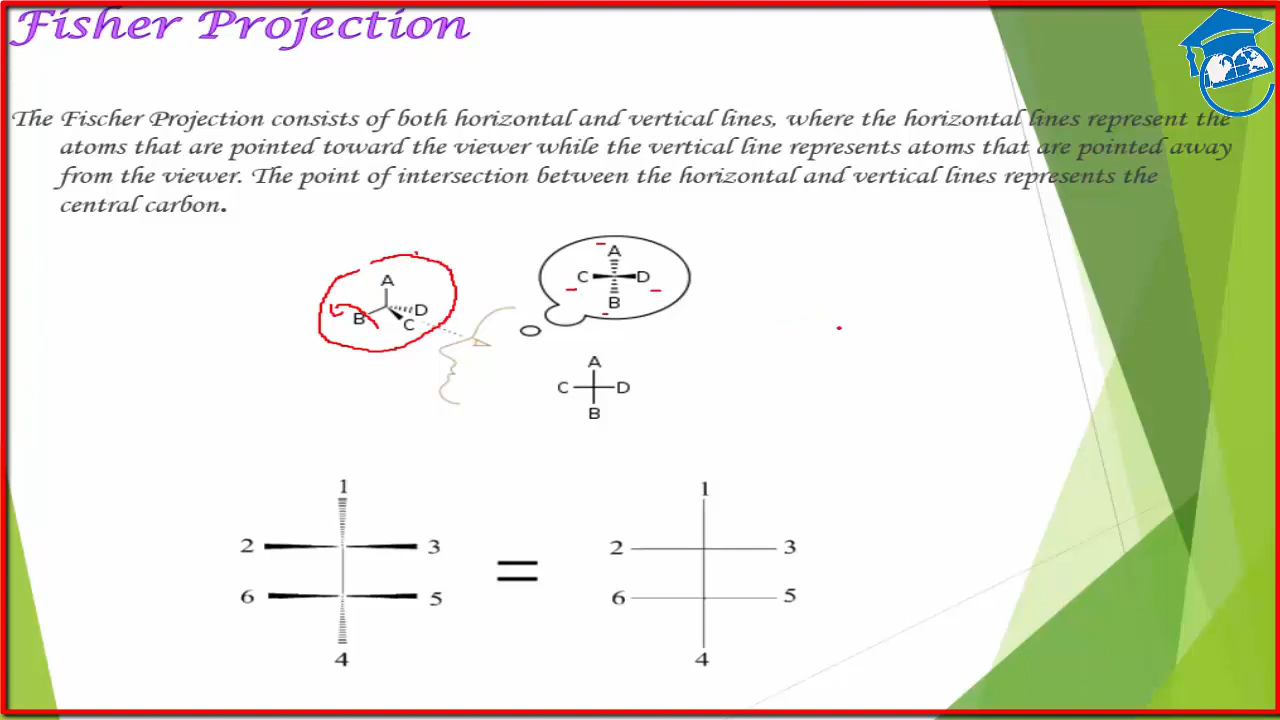 Fisher Projection
The Fischer Projection consists of both horizontal and vertical lines, where the horizontal lines represent the
atoms that are pointed toward the viewer while the vertical line represents atoms that are pointed away
from the viewer. The point of intersection between the horizontal and vertical lines represents the
central carbon.
A
B
D
C
A
C D
B
A
C D
B
1
2 3
6 5
4
=
1
2 3
6 5
4